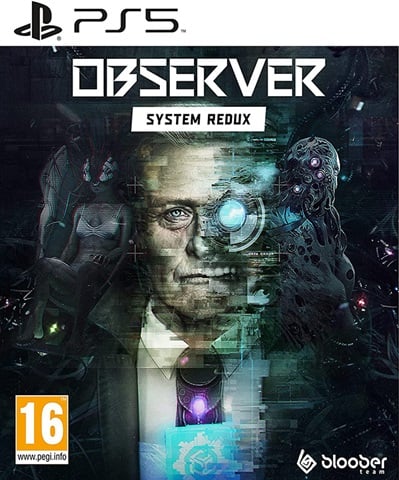 PS5
OBSERVER
SYSTEM REDUX
16
www.pegi.info
bloober
team